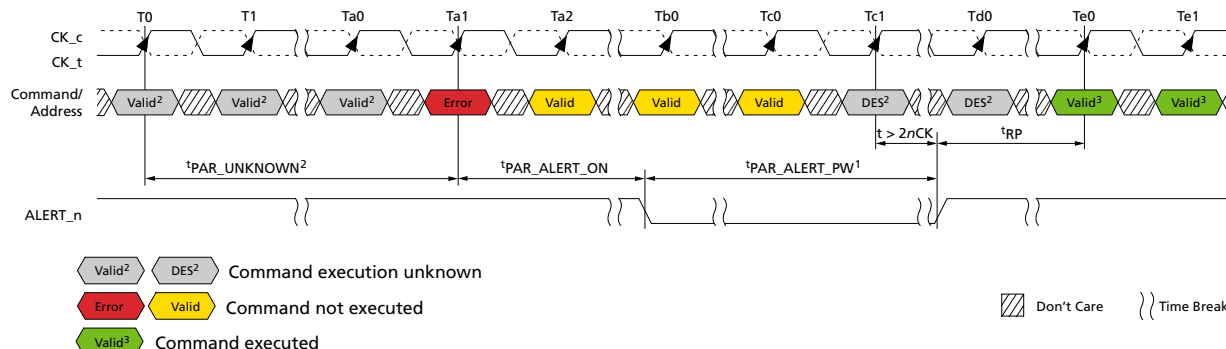 T0 T1 Ta0 Ta1 Ta2 Tb0 Tc0 Tc1 Td0 Te0 Te1
CK_c
CK_t
Command/
Address
Valid² Valid² Valid² Error Valid Valid Valid DES² DES² Valid³ Valid³
t > 2nCK tRP
tPAR_UNKNOWN² tPAR_ALERT_ON tPAR_ALERT_PW¹
ALERT_n
Valid² DES² Command execution unknown
Error Valid Command not executed
Don't Care Time Break
Valid³ Command executed